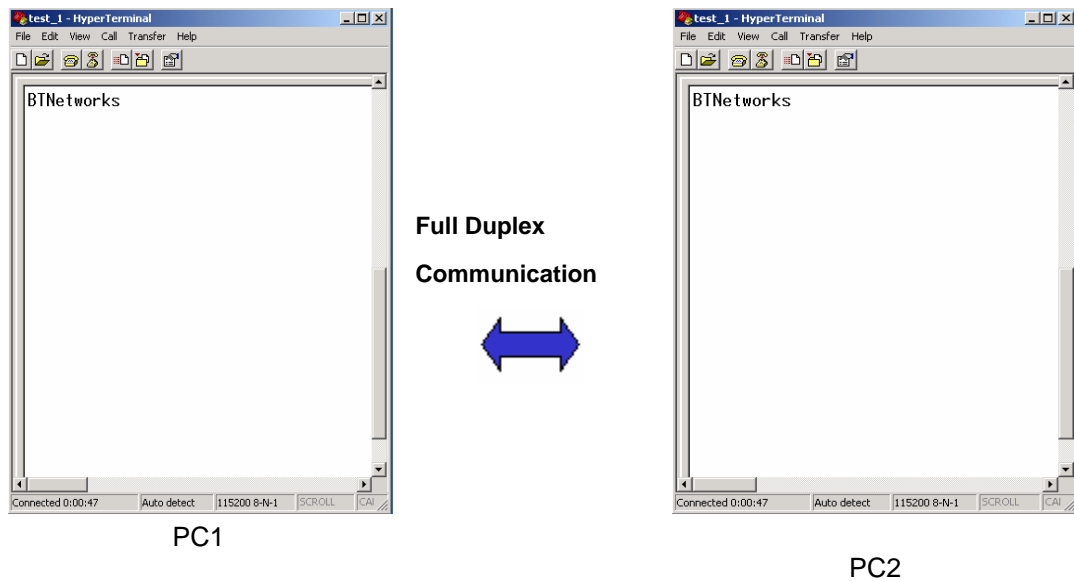 test_1 - HyperTerminal
File Edit View Call Transfer Help
BTNetworks
Connected 0:00:47 Auto detect 115200 8-N-1 SCROLL
PC1
Full Duplex
Communication
test_1 - HyperTerminal
File Edit View Call Transfer Help
BTNetworks
Connected 0:00:47 Auto detect 115200 8-N-1 SCROLL
PC2